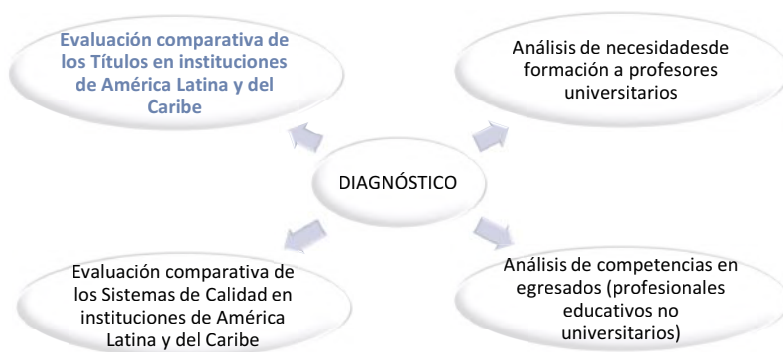 Evaluación comparativa de
los Títulos en instituciones
de América Latina y del
Caribe
Análisis de necesidadesde
formación a profesores
universitarios
DIAGNÓSTICO
Evaluación comparativa de
los Sistemas de Calidad en
instituciones de América
Latina y del Caribe
Análisis de competencias en
egresados (profesionales
educativos no
universitarios)